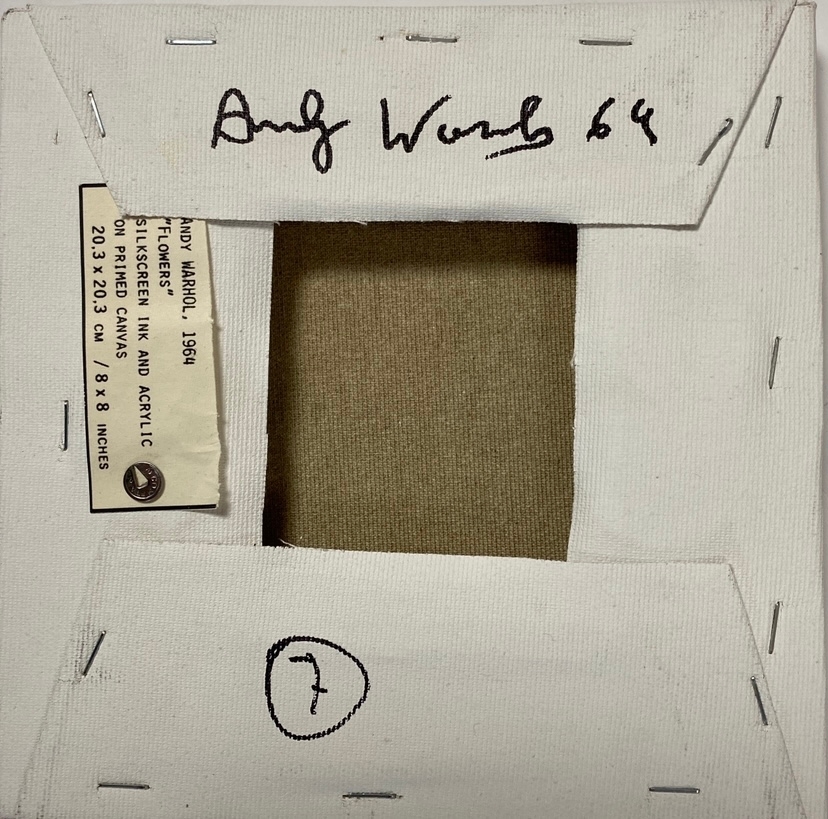 Andy Warhol 64
ANDY WARHOL, 1964
"FLOWERS"
SILKSCREEN INK AND ACRYLIC
ON PRIMED CANVAS
20,3 x 20,3 CM / 8 x 8 INCHES
7